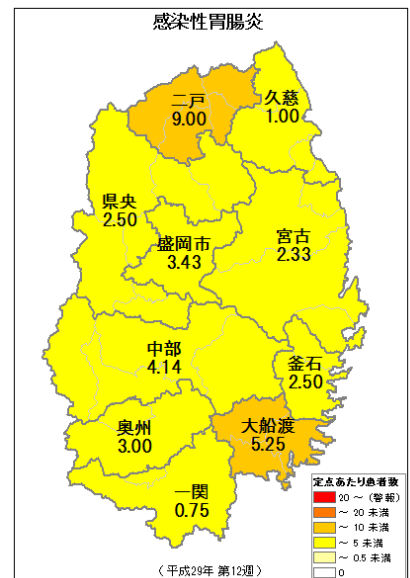 感染性胃腸炎
二戸
9.00
久慈
1.00
県央
2.50
盛岡市
3.43
宮古
2.33
中部
4.14
釜石
2.50
奥州
3.00
大船渡
5.25
一関
0.75
定点あたり患者数
20 ～ (警報)
～ 20 未満
～ 10 未満
～ 5 未満
～ 0.5 未満
0
(平成29年 第12週)